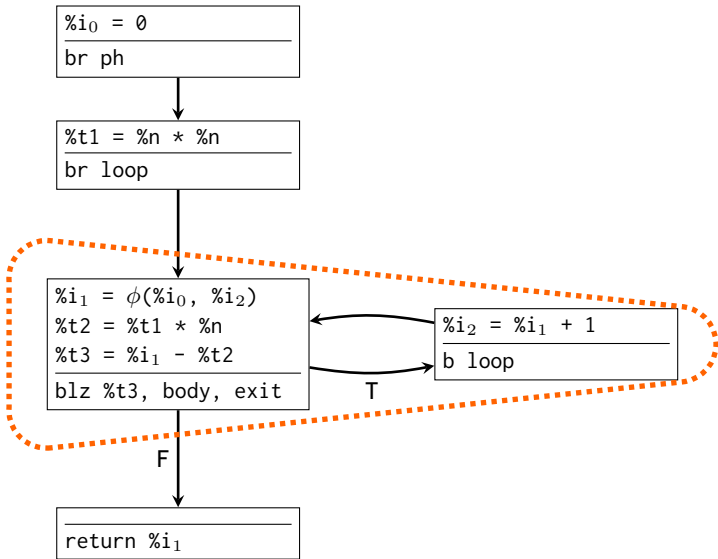 %i₀ = 0
br ph
%t1 = %n * %n
br loop
%i₁ = ϕ(%i₀, %i₂)
%t2 = %t1 * %n
%t3 = %i₁ - %t2
blz %t3, body, exit
%i₂ = %i₁ + 1
b loop
T
F
return %i₁